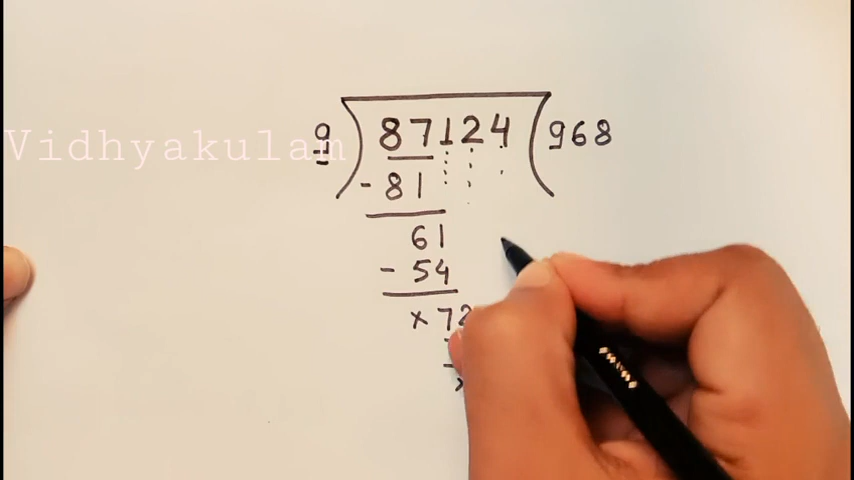 Vidhyakulam
9 87124 968
- 81
61
- 54
× 72